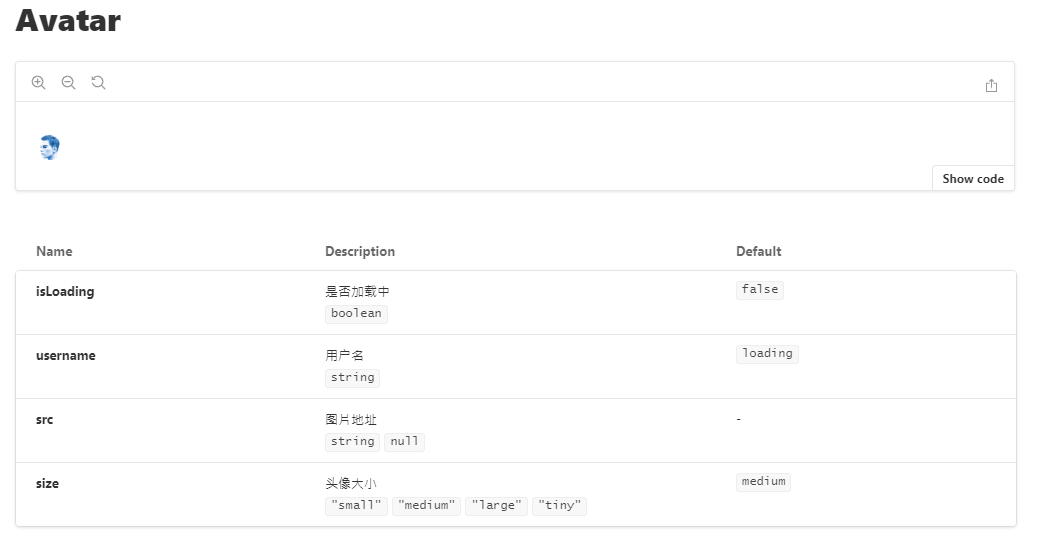 Avatar
Show code
Name Description Default
isLoading 是否加载中 false
boolean
username 用户名 loading
string
src 图片地址 -
string null
size 头像大小 medium
"small" "medium" "large" "tiny"